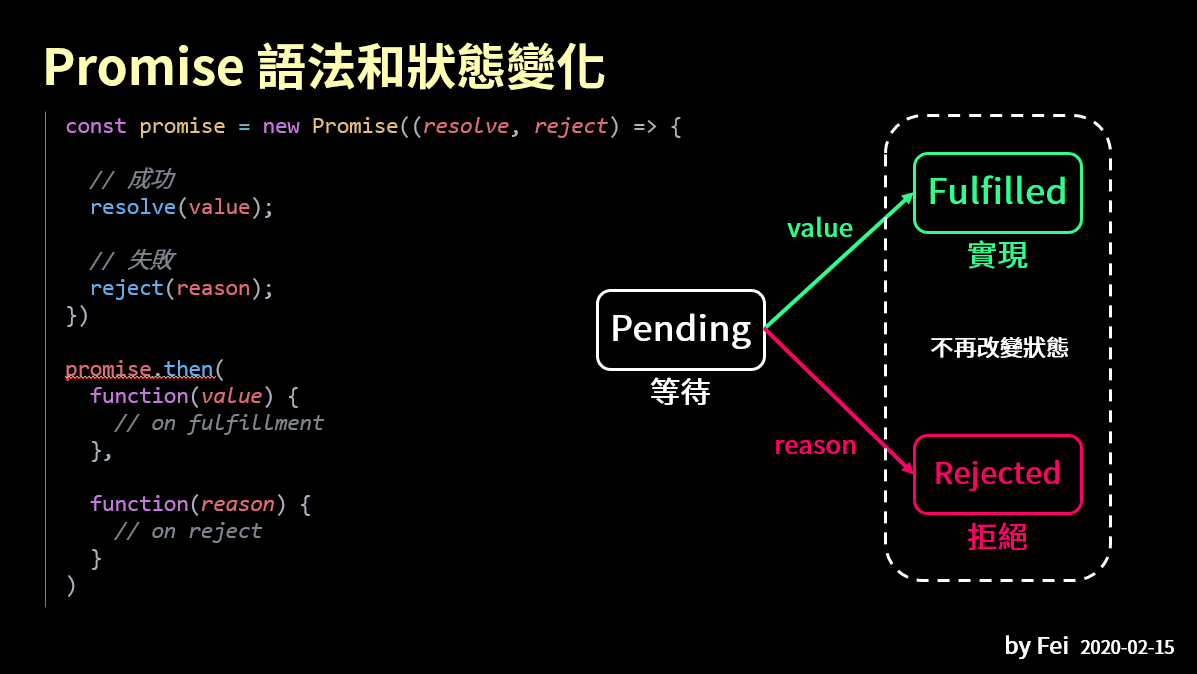 Promise 語法和狀態變化
const promise = new Promise((resolve, reject) => {
// 成功
resolve(value);
// 失敗
reject(reason);
})
promise.then(
function(value) {
// on fulfillment
},
function(reason) {
// on reject
}
)
Pending
等待
value
reason
Fulfilled
實現
不再改變狀態
Rejected
拒絕
by Fei 2020-02-15